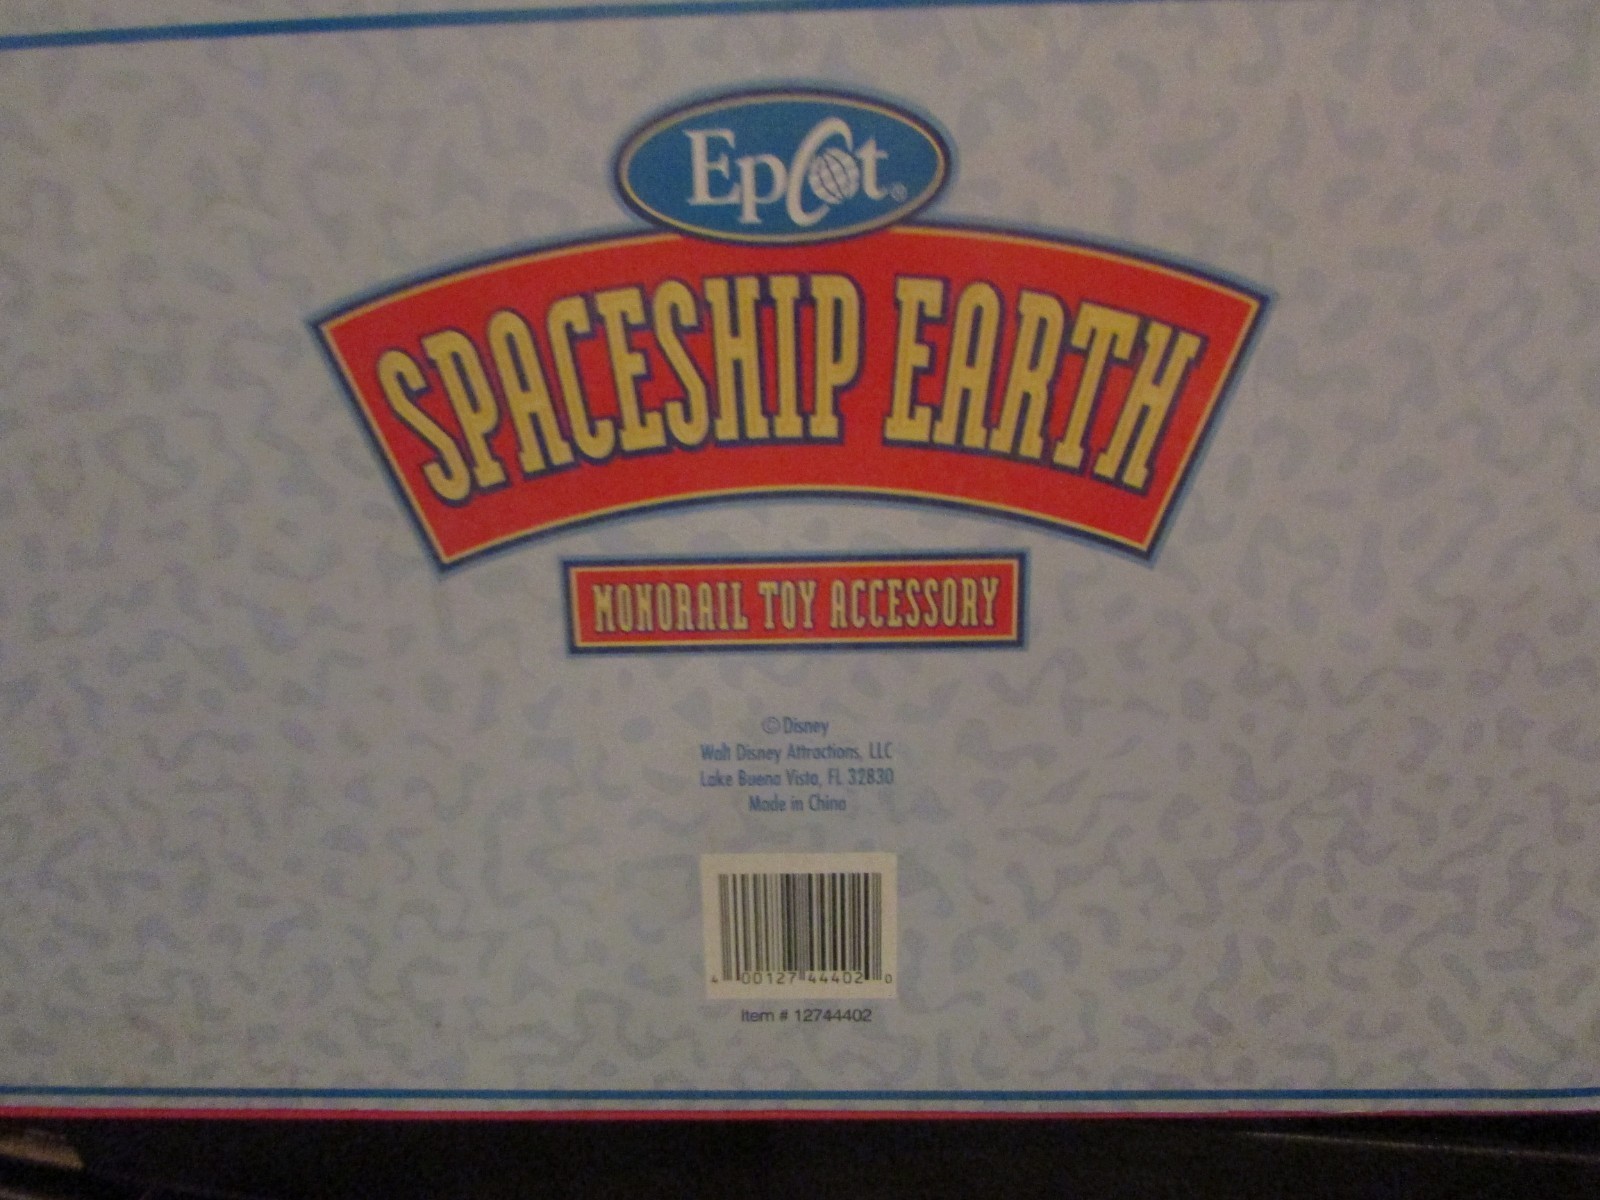 Epcot®
SPACESHIP EARTH
MONORAIL TOY ACCESSORY
© Disney
Walt Disney Attractions, LLC
Lake Buena Vista, FL 32830
Made in China
4 00127 44402 0
Item # 12744402